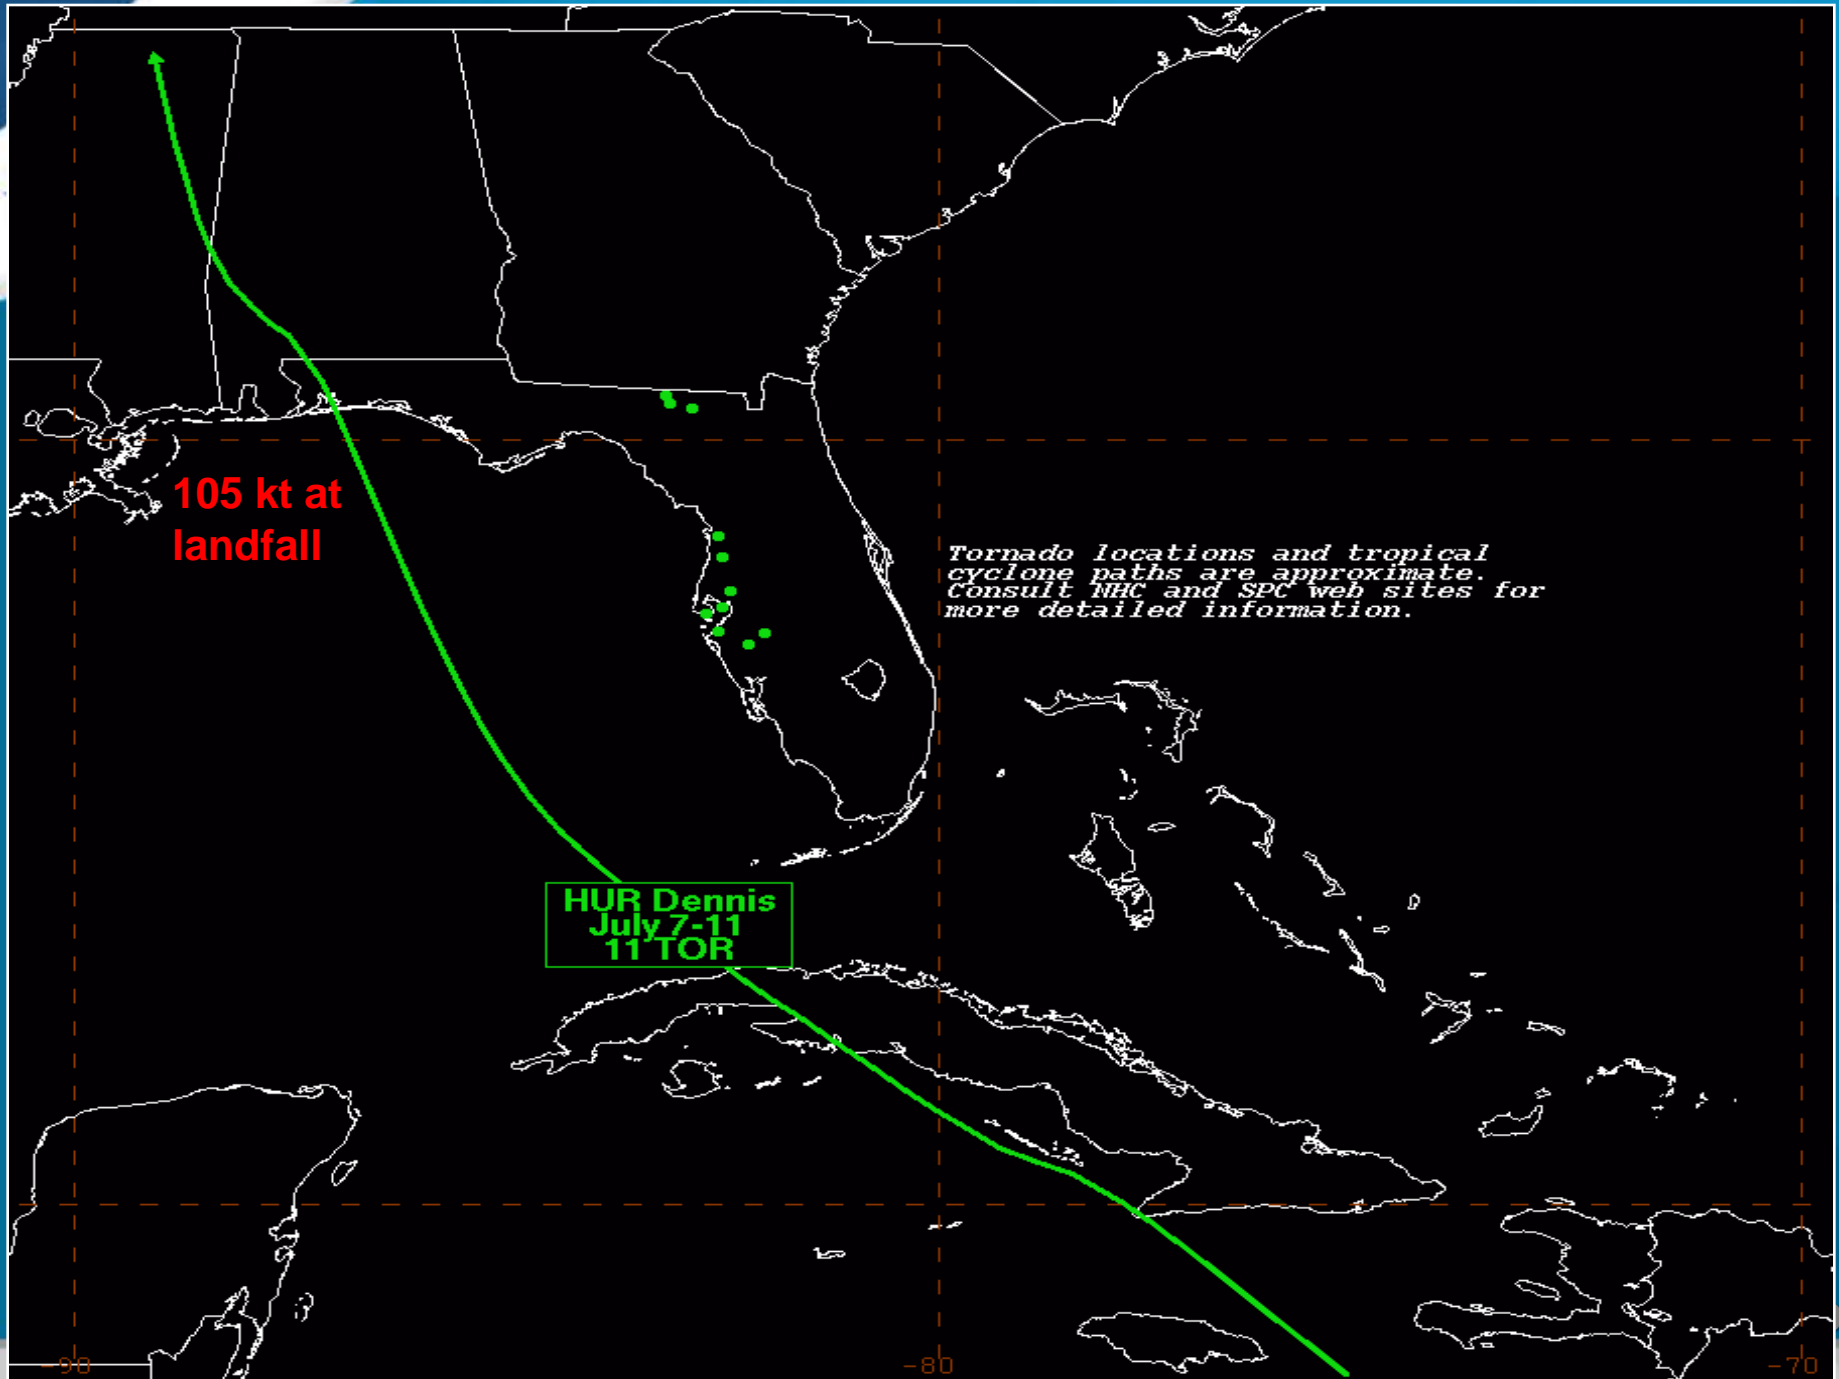 105 kt at
landfall
Tornado locations and tropical
cyclone paths are approximate.
Consult NHC and SPC web sites for
more detailed information.
HUR Dennis
July 7-11
11 TOR
-90
-80
-70